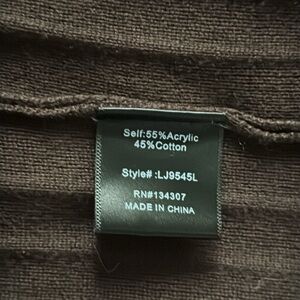 Self:55%Acrylic
45%Cotton
Style# :LJ9545L
RN#134307
MADE IN CHINA